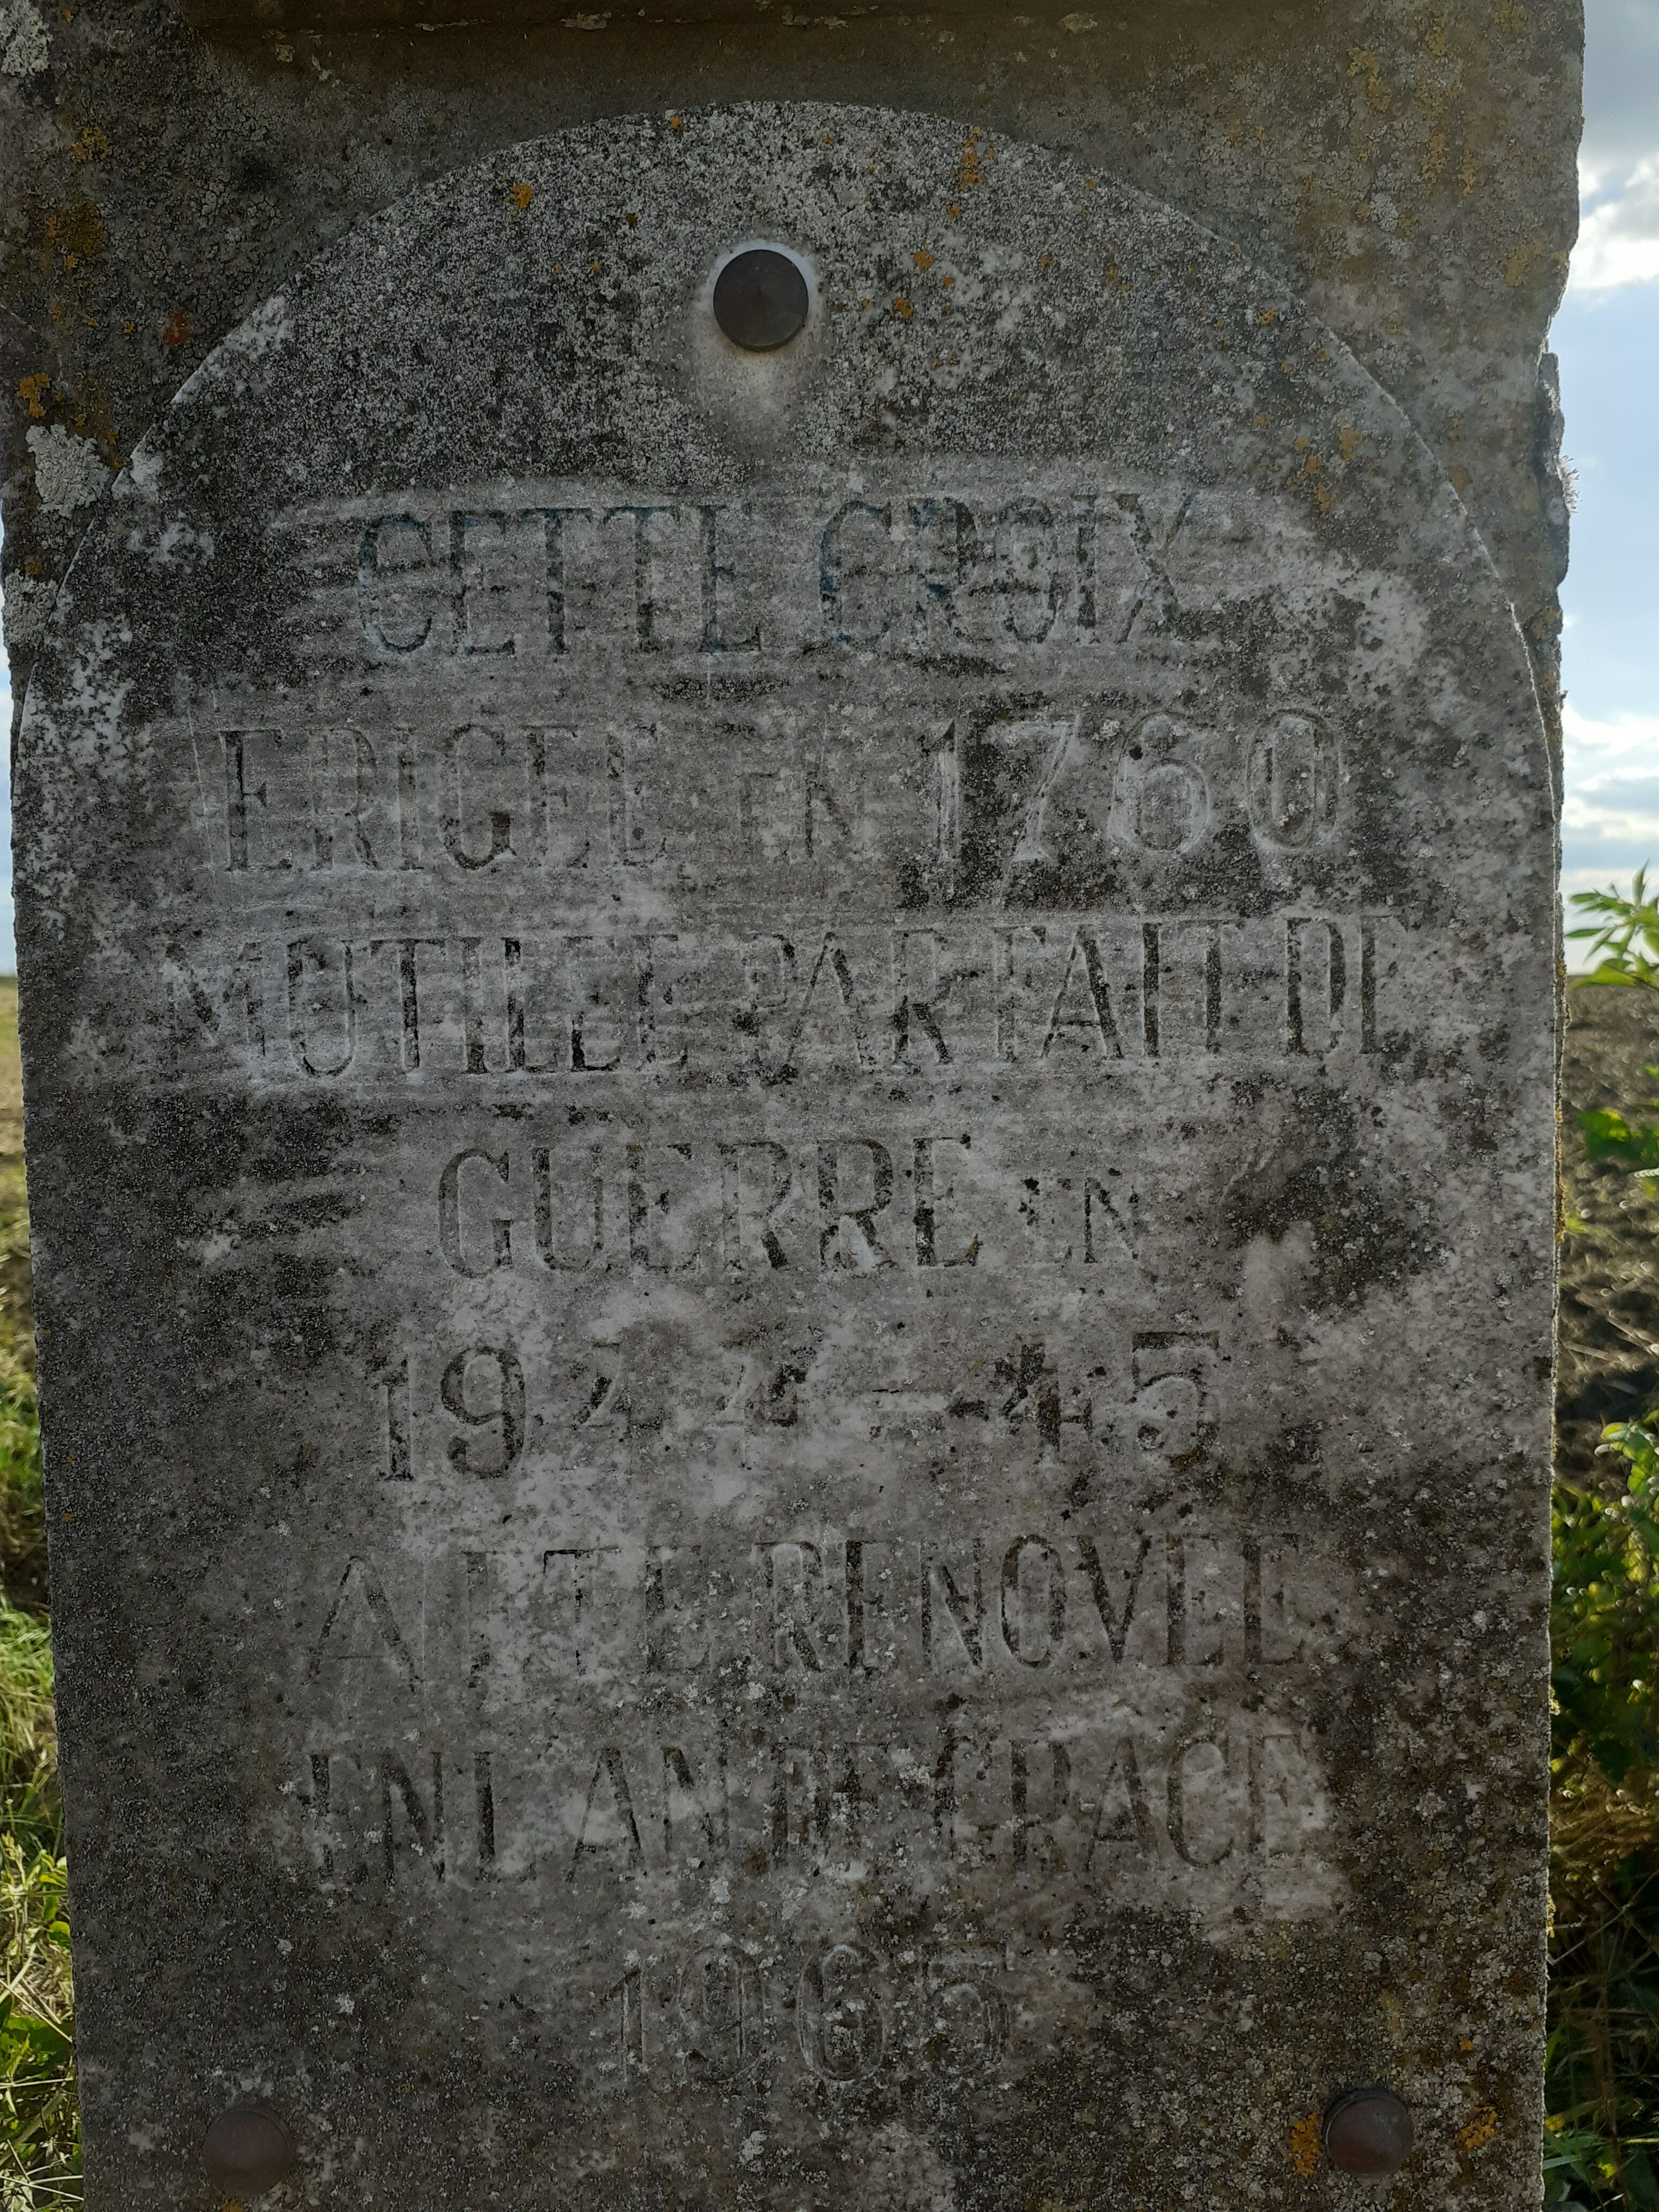 CETTE CROIX
ERIGEE EN 1760
MUTILEE PAR FAIT DE
GUERRE EN
1944-45
A ETE RENOVEE
EN L AN DE GRACE
1965